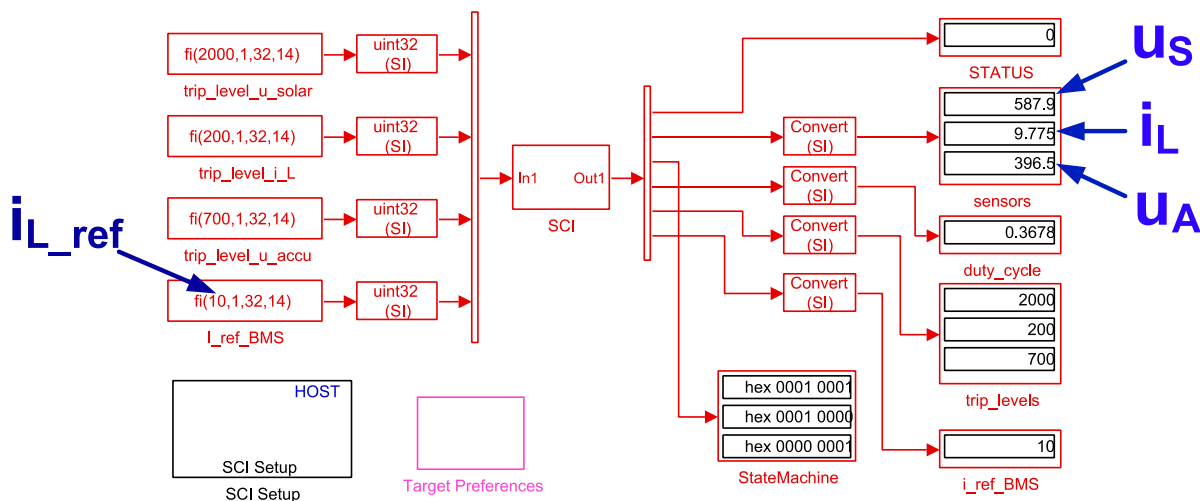 fi(2000,1,32,14)
trip_level_u_solar
uint32
(SI)
fi(200,1,32,14)
trip_level_i_L
uint32
(SI)
fi(700,1,32,14)
trip_level_u_accu
uint32
(SI)
iL_ref
fi(10,1,32,14)
I_ref_BMS
uint32
(SI)
In1
Out1
SCI
Convert
(SI)
Convert
(SI)
Convert
(SI)
Convert
(SI)
0
STATUS
587.9
9.775
396.5
sensors
uS
iL
uA
0.3678
duty_cycle
2000
200
700
trip_levels
10
i_ref_BMS
hex 0001 0001
hex 0001 0000
hex 0000 0001
StateMachine
HOST
SCI Setup
SCI Setup
Target Preferences